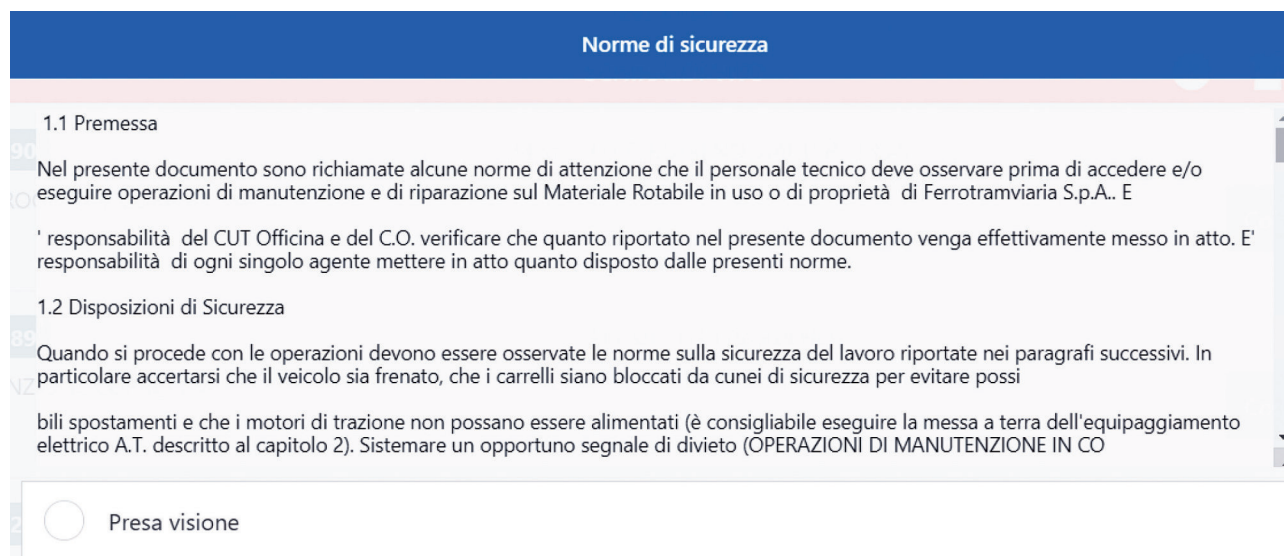 Norme di sicurezza
1.1 Premessa
Nel presente documento sono richiamate alcune norme di attenzione che il personale tecnico deve osservare prima di accedere e/o
eseguire operazioni di manutenzione e di riparazione sul Materiale Rotabile in uso o di proprietà  di Ferrotramviaria S.p.A.. E
' responsabilità  del CUT Officina e del C.O. verificare che quanto riportato nel presente documento venga effettivamente messo in atto. E'
responsabilità  di ogni singolo agente mettere in atto quanto disposto dalle presenti norme.
1.2 Disposizioni di Sicurezza
Quando si procede con le operazioni devono essere osservate le norme sulla sicurezza del lavoro riportate nei paragrafi successivi. In
particolare accertarsi che il veicolo sia frenato, che i carrelli siano bloccati da cunei di sicurezza per evitare possi
bili spostamenti e che i motori di trazione non possano essere alimentati (è consigliabile eseguire la messa a terra dell'equipaggiamento
elettrico A.T. descritto al capitolo 2). Sistemare un opportuno segnale di divieto (OPERAZIONI DI MANUTENZIONE IN CO
Presa visione